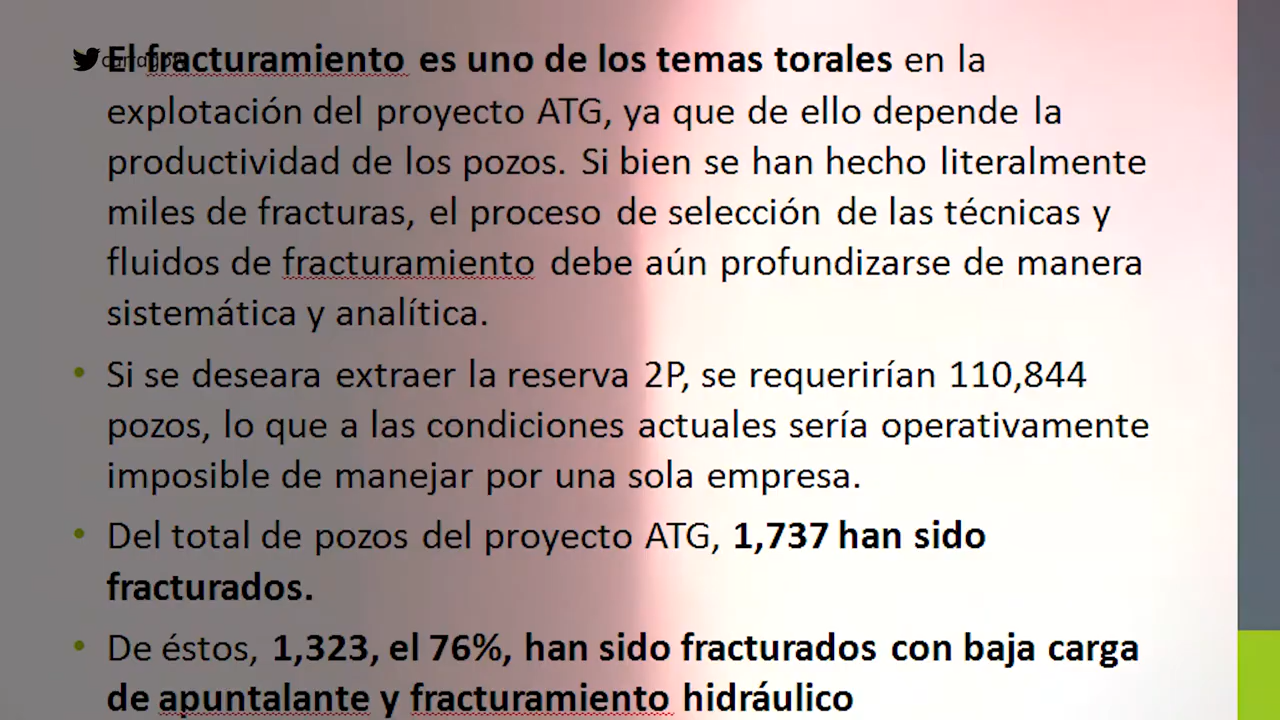 El fracturamiento es uno de los temas torales en la
explotación del proyecto ATG, ya que de ello depende la
productividad de los pozos. Si bien se han hecho literalmente
miles de fracturas, el proceso de selección de las técnicas y
fluidos de fracturamiento debe aún profundizarse de manera
sistemática y analítica.
• Si se deseara extraer la reserva 2P, se requerirían 110,844
pozos, lo que a las condiciones actuales sería operativamente
imposible de manejar por una sola empresa.
• Del total de pozos del proyecto ATG, 1,737 han sido
fracturados.
• De éstos, 1,323, el 76%, han sido fracturados con baja carga
de apuntalante y fracturamiento hidráulico